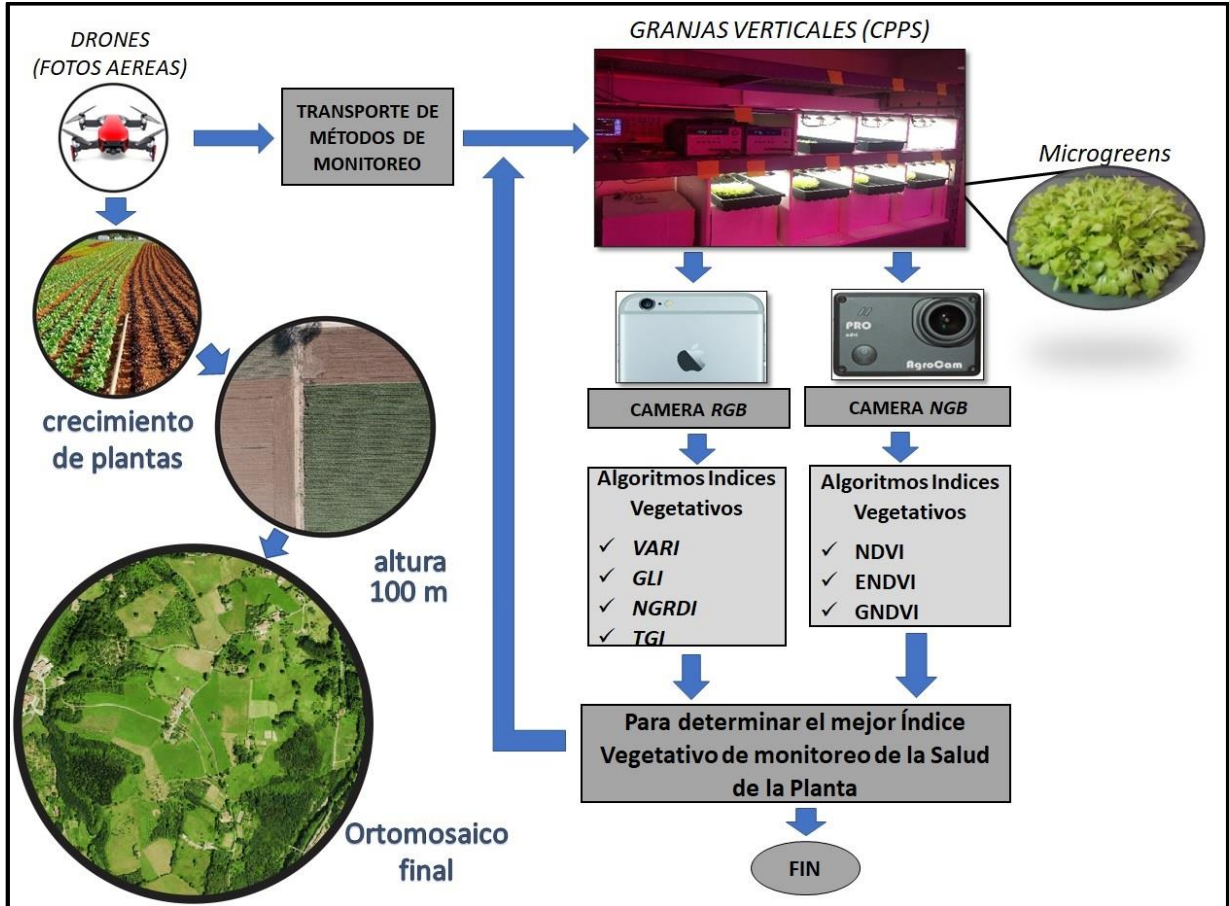 DRONES
(FOTOS AEREAS)
TRANSPORTE DE
MÉTODOS DE
MONITOREO
GRANJAS VERTICALES (CPPS)
Microgreens
crecimiento
de plantas
altura
100 m
Ortomosaico
final
PRO
AgroCam
CAMERA RGB
CAMERA NGB
Algoritmos Indices
Vegetativos
✓ VARI
✓ GLI
✓ NGRDI
✓ TGI
Algoritmos Indices
Vegetativos
✓ NDVI
✓ ENDVI
✓ GNDVI
Para determinar el mejor Índice
Vegetativo de monitoreo de la Salud
de la Planta
FIN